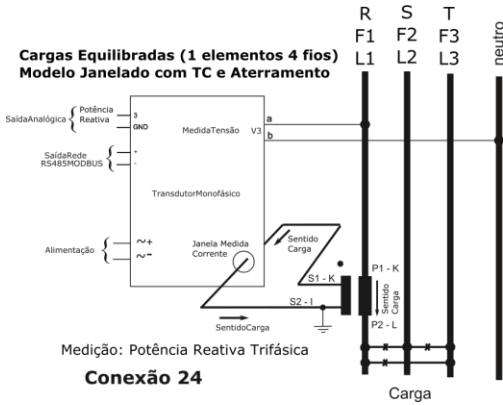 R S T
F1 F2 F3
L1 L2 L3
neutro
Cargas Equilibradas (1 elementos 4 fios)
Modelo Janelado com TC e Aterramento
SaídaAnalógica
Potência
Reativa
3
GND
MedidaTensão V3
a
b
SaídaRede
RS485MODBUS
+
-
TransdutorMonofásico
Alimentação
~+
~-
Janela Medida
Corrente
Sentido
Carga
S1 - K
S2 - l
SentidoCarga
P1 - K
Sentido
Carga
P2 - L
Medição: Potência Reativa Trifásica
Conexão 24
Carga